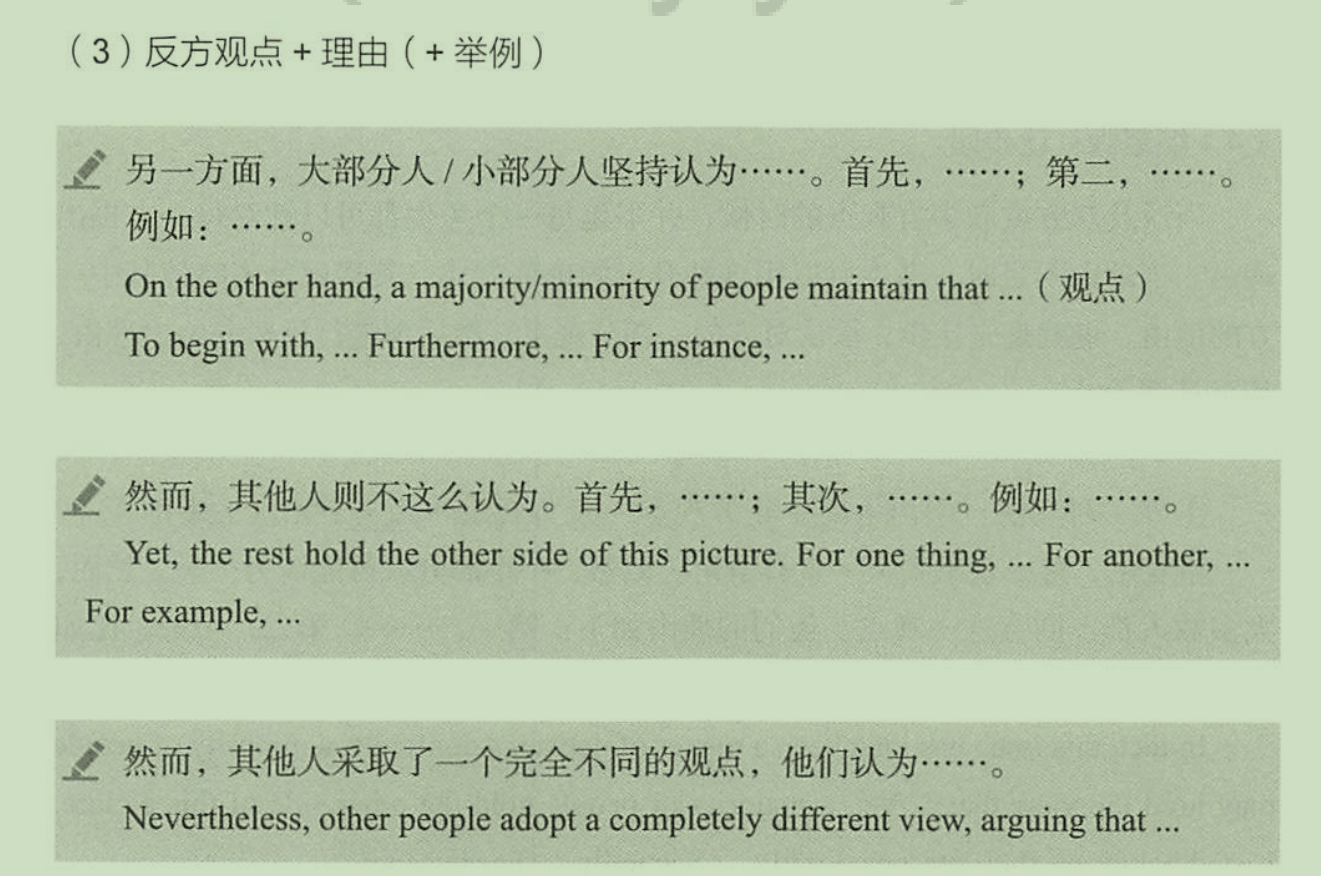 （3）反方观点 + 理由（+ 举例）
另一方面，大部分人 / 小部分人坚持认为……。首先，……；第二，……。
例如：……。
On the other hand, a majority/minority of people maintain that ...（观点）
To begin with, ... Furthermore, ... For instance, ...
然而，其他人则不这么认为。首先，……；其次，……。例如：……。
Yet, the rest hold the other side of this picture. For one thing, ... For another, ...
For example, ...
然而，其他人采取了一个完全不同的观点，他们认为……。
Nevertheless, other people adopt a completely different view, arguing that ...